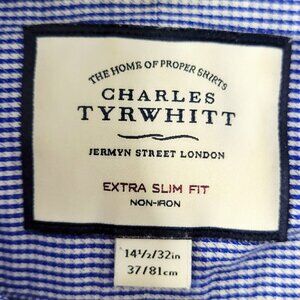 THE HOME OF PROPER SHIRTS
CHARLES
TYRWHITT
JERMYN STREET LONDON
EXTRA SLIM FIT
NON-IRON
14½/32in
37/81cm